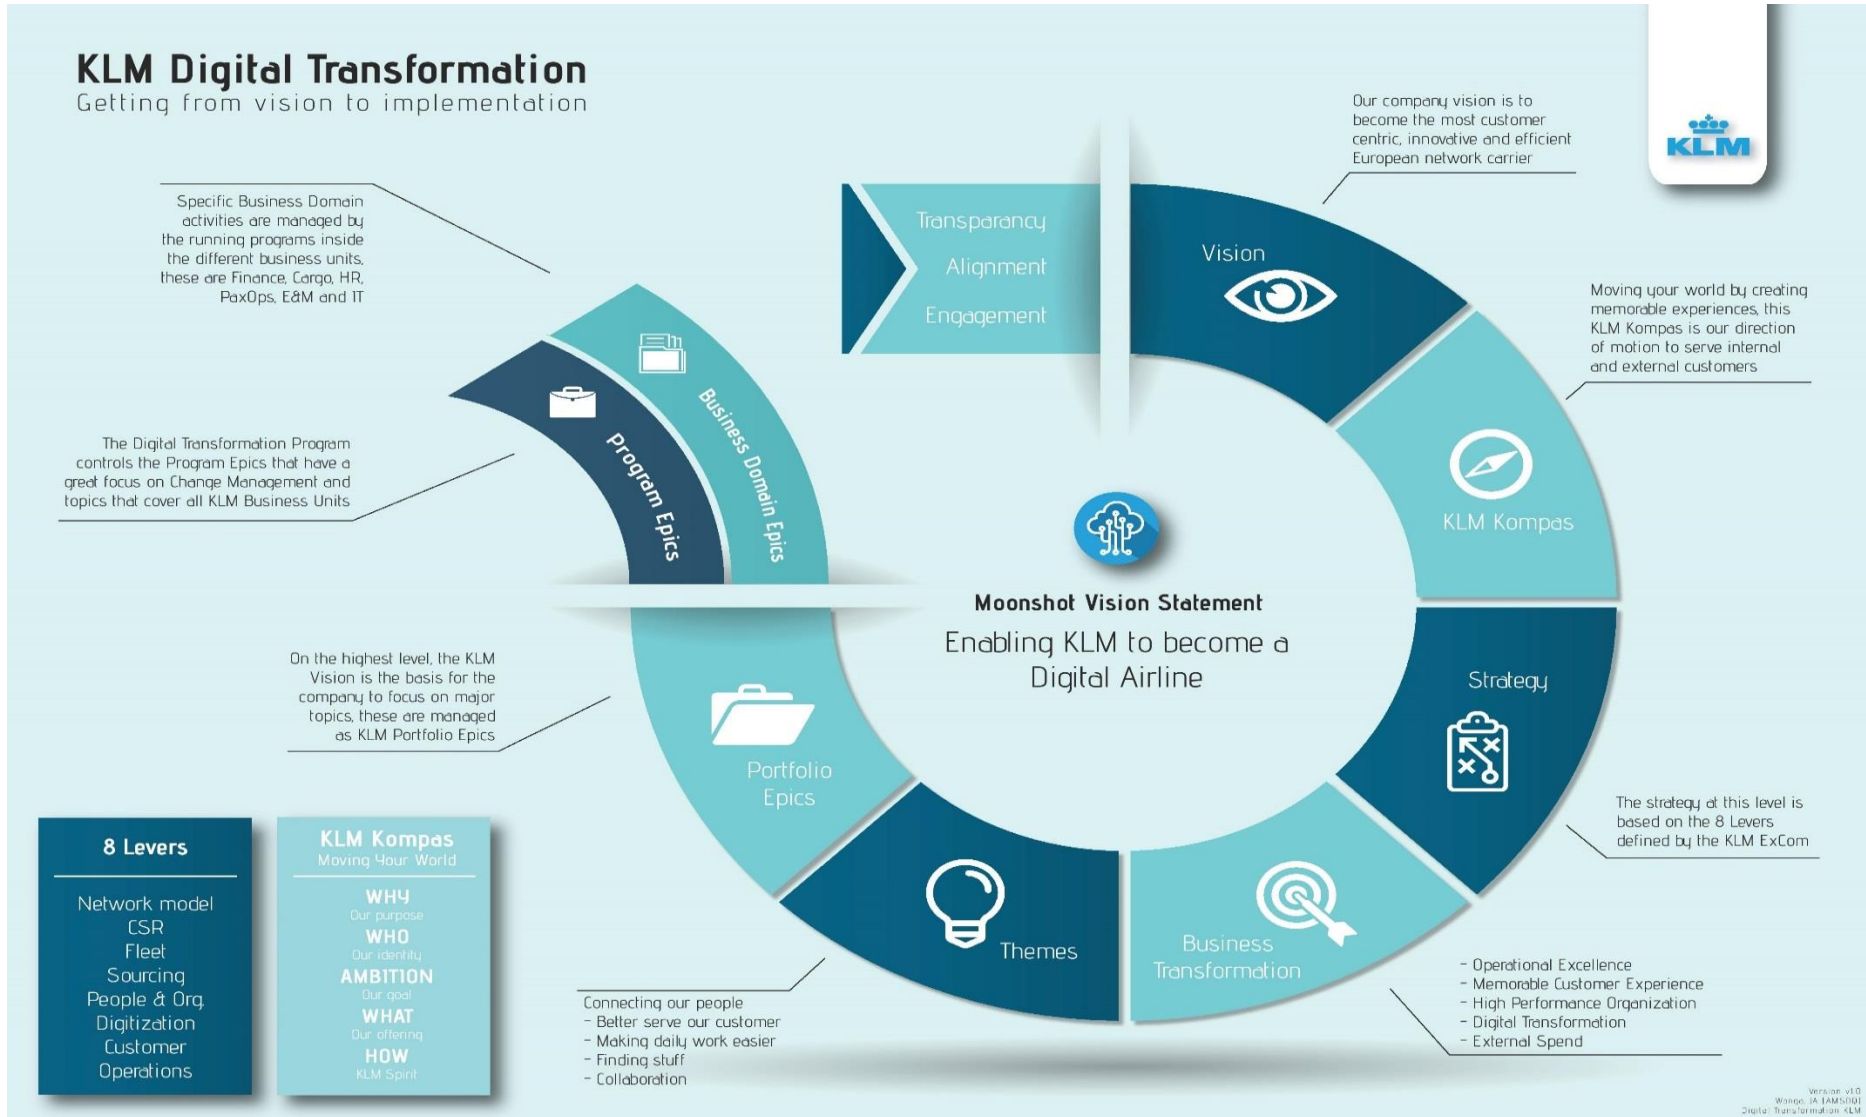 KLM Digital Transformation
Getting from vision to implementation
KLM
Our company vision is to
become the most customer
centric, innovative and efficient
European network carrier
Specific Business Domain
activities are managed by
the running programs inside
the different business units,
these are Finance, Cargo, HR,
PaxOps, E&M and IT
Transparancy
Alignment
Engagement
Vision
Moving your world by creating
memorable experiences, this
KLM Kompas is our direction
of motion to serve internal
and external customers
KLM Kompas
Business Domain Epics
Program Epics
The Digital Transformation Program
controls the Program Epics that have a
great focus on Change Management and
topics that cover all KLM Business Units
Moonshot Vision Statement
Enabling KLM to become a
Digital Airline
On the highest level, the KLM
Vision is the basis for the
company to focus on major
topics, these are managed
as KLM Portfolio Epics
Portfolio
Epics
Strategy
The strategy at this level is
based on the 8 Levers
defined by the KLM ExCom
Business
Transformation
- Operational Excellence
- Memorable Customer Experience
- High Performance Organization
- Digital Transformation
- External Spend
Themes
Connecting our people
- Better serve our customer
- Making daily work easier
- Finding stuff
- Collaboration
8 Levers
Network model
CSR
Fleet
Sourcing
People & Org.
Digitization
Customer
Operations
KLM Kompas
Moving Your World
WHY
Our purpose
WHO
Our identity
AMBITION
Our goal
WHAT
Our offering
HOW
KLM Spirit
Version v1.0
Digital Transformation KLM